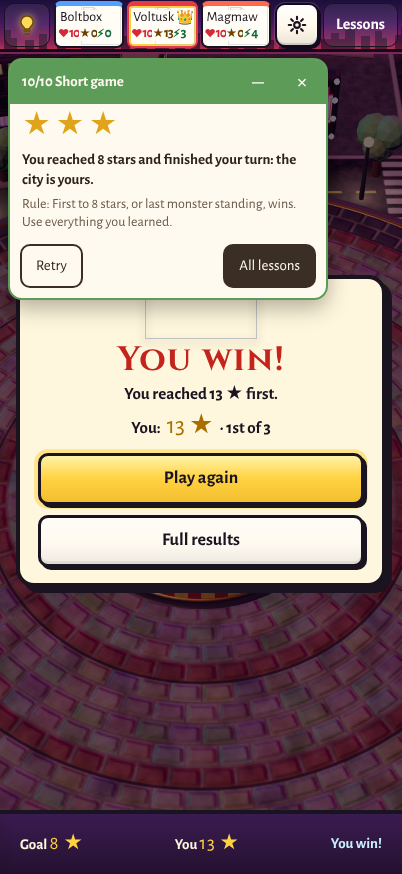 Boltbox
♥10★0⚡0
Voltusk👑
♥10★13⚡3
Magmaw
♥10★0⚡4
Lessons
10/10 Short game
— ×
★ ★ ★
You reached 8 stars and finished your turn: the
city is yours.
Rule: First to 8 stars, or last monster standing, wins.
Use everything you learned.
Retry
All lessons
You win!
You reached 13 ★ first.
You: 13 ★ · 1st of 3
Play again
Full results
Goal 8 ★
You 13 ★
You win!